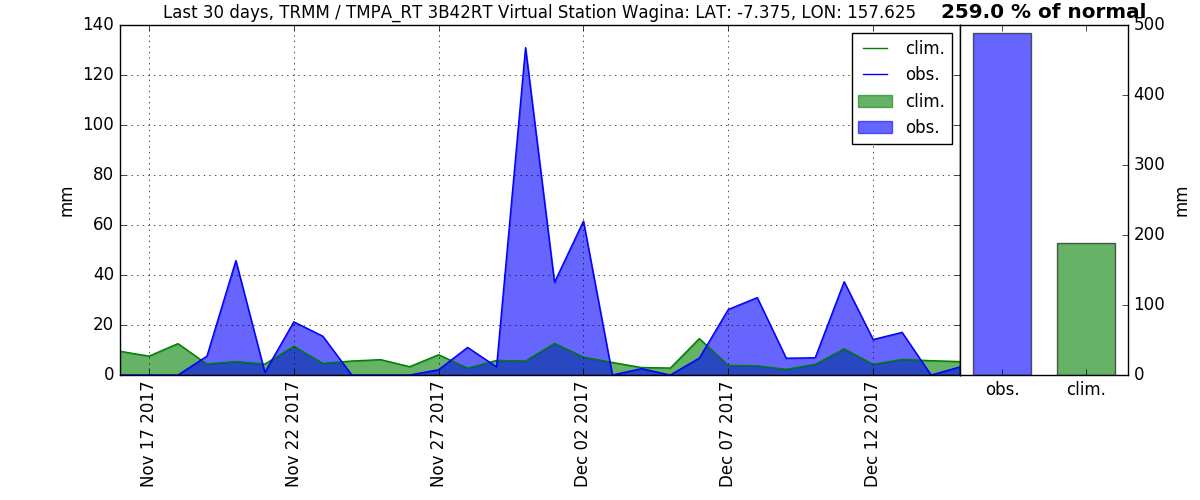 Last 30 days, TRMM / TMPA_RT 3B42RT Virtual Station Wagina: LAT: -7.375, LON: 157.625
259.0 % of normal
140
120
100
80
60
40
20
0
mm
clim.
obs.
clim.
obs.
Nov 17 2017
Nov 22 2017
Nov 27 2017
Dec 02 2017
Dec 07 2017
Dec 12 2017
500
400
300
200
100
0
mm
obs.
clim.